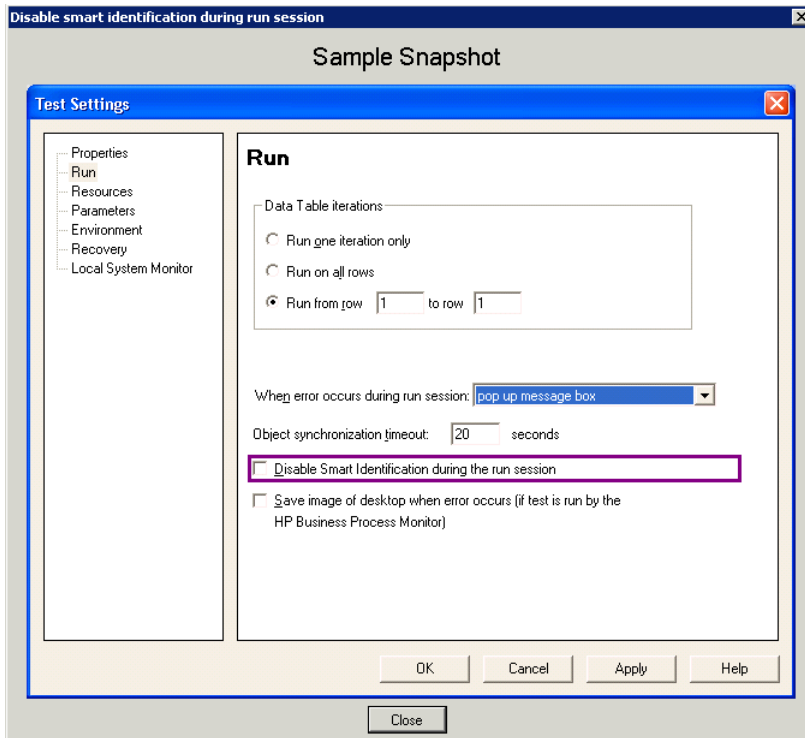 Disable smart identification during run session
Sample Snapshot
Test Settings
Properties
Run
Resources
Parameters
Environment
Recovery
Local System Monitor
Run
Data Table iterations
Run one iteration only
Run on all rows
Run from row 1 to row 1
When error occurs during run session: pop up message box
Object synchronization timeout: 20 seconds
Disable Smart Identification during the run session
Save image of desktop when error occurs (if test is run by the
HP Business Process Monitor)
OK Cancel Apply Help
Close